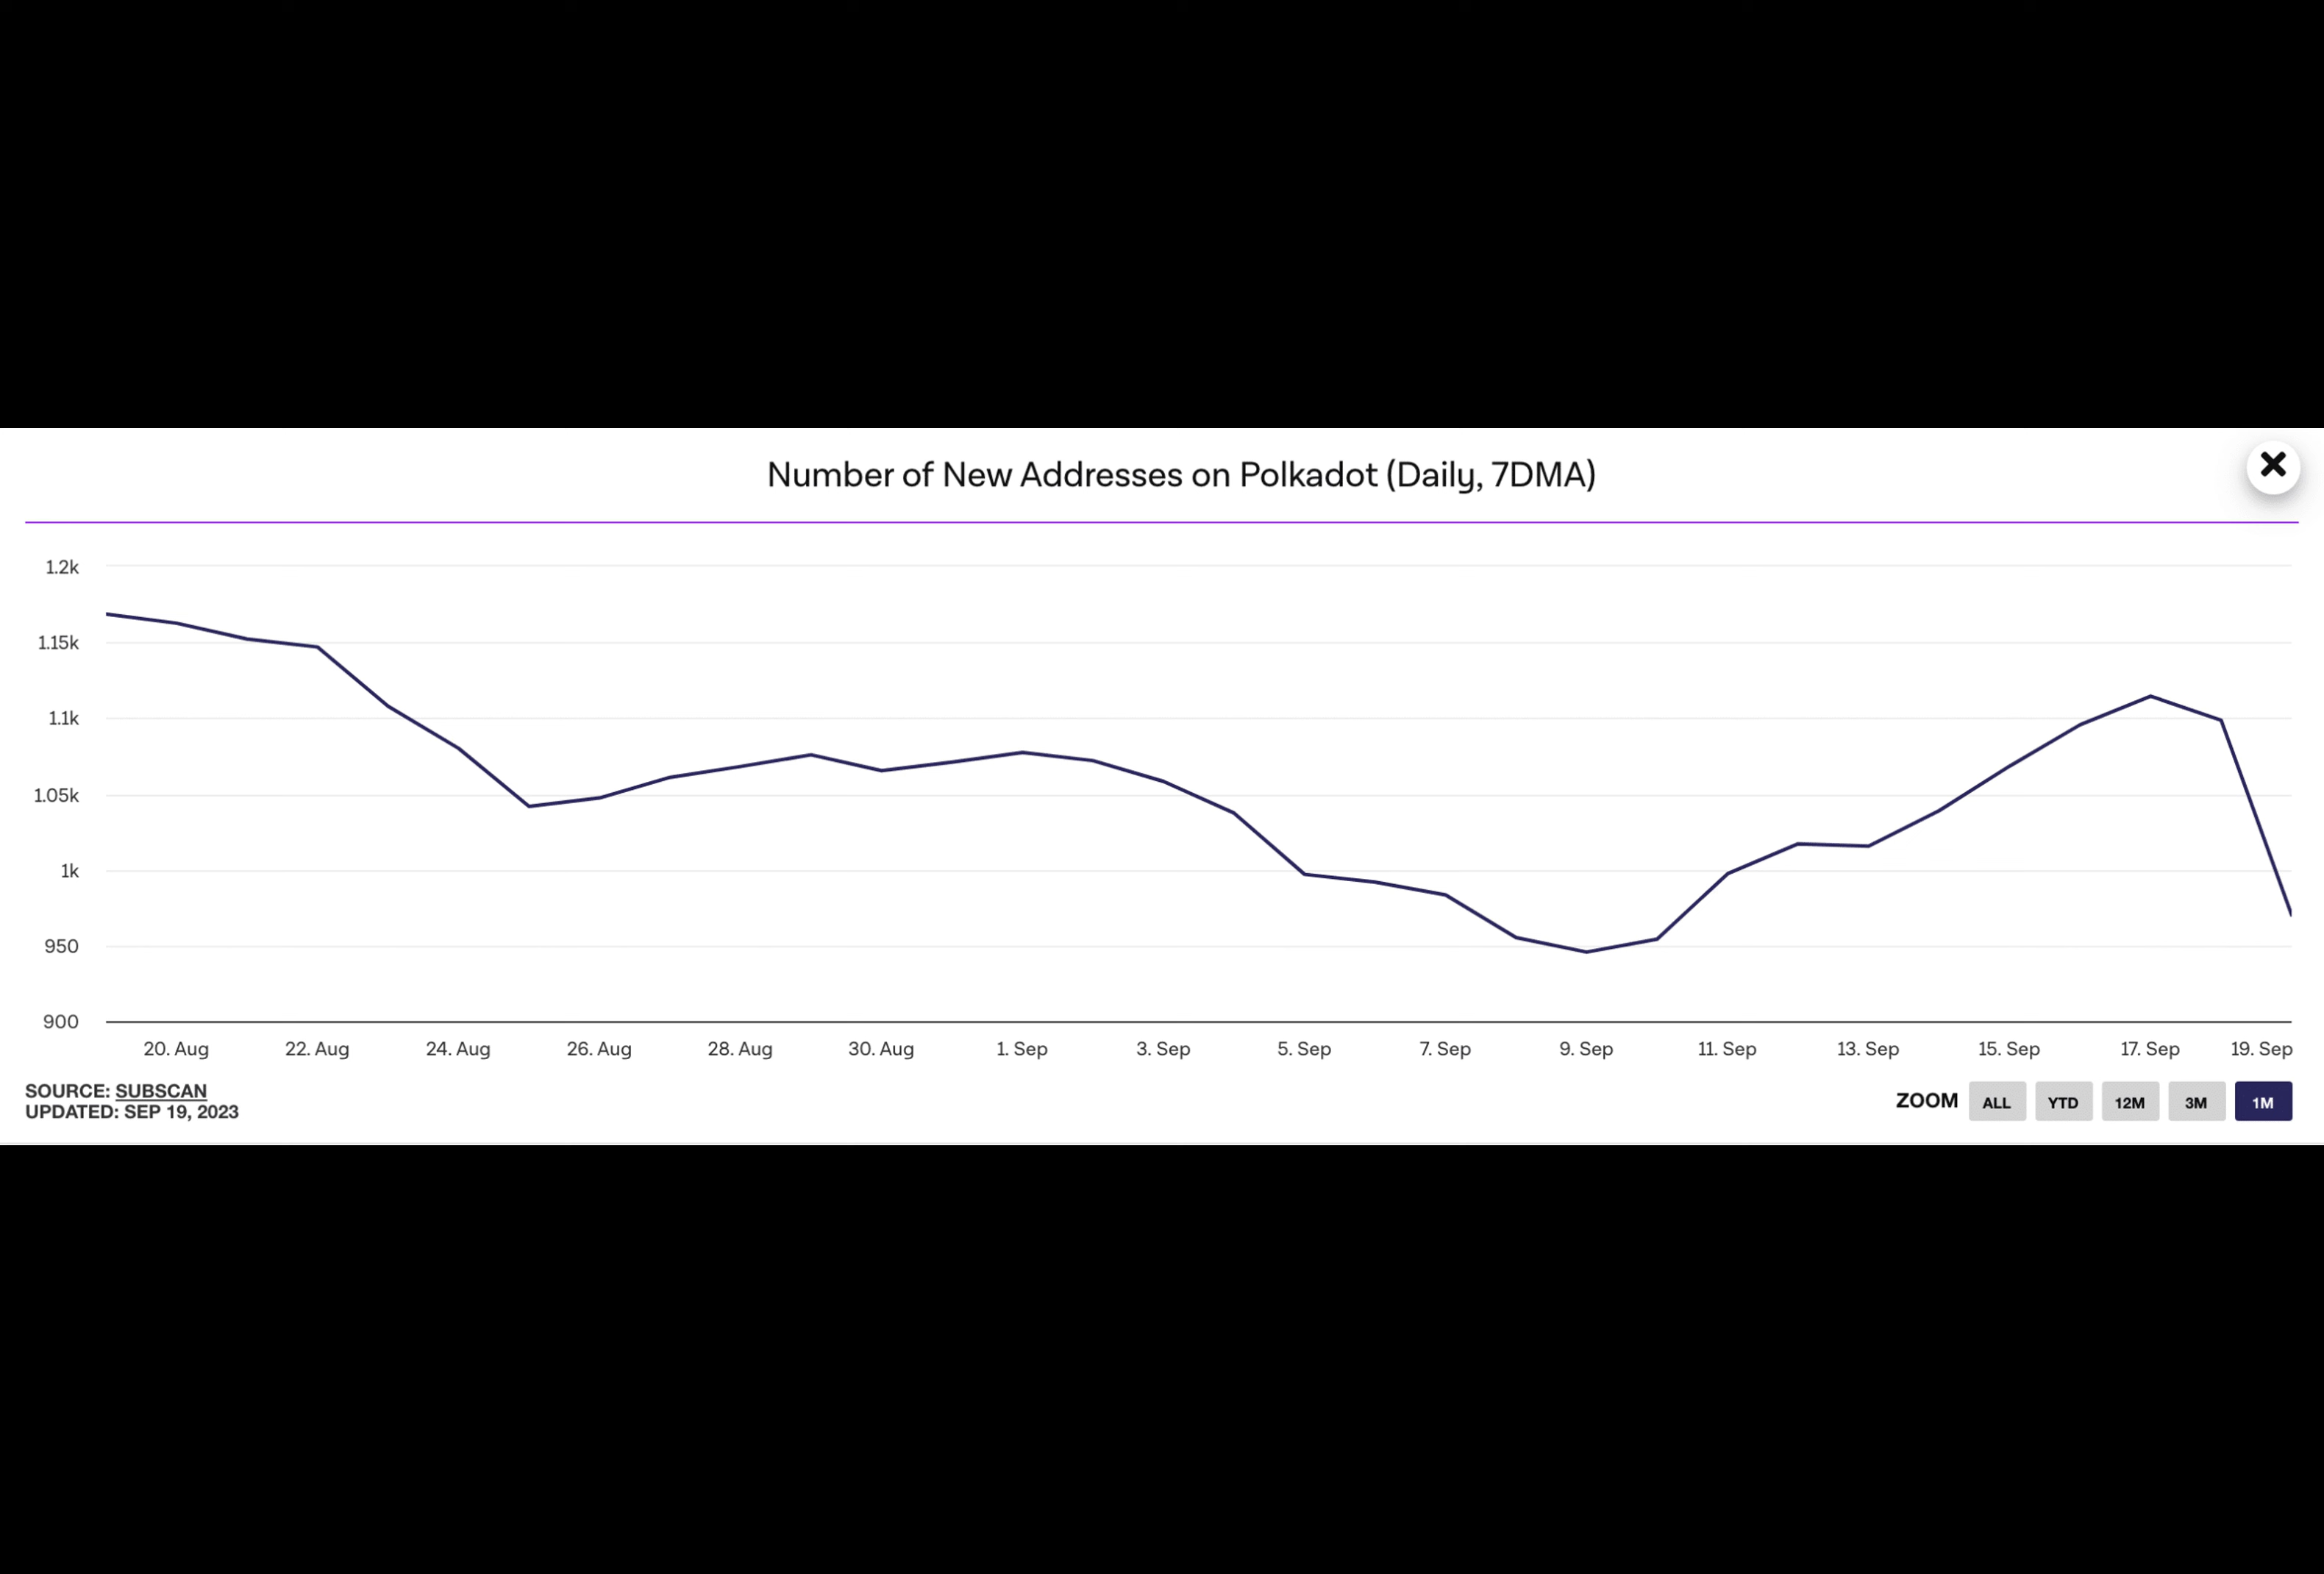 Number of New Addresses on Polkadot (Daily, 7DMA)
1.2k
1.15k
1.1k
1.05k
1k
950
900
20. Aug 22. Aug 24. Aug 26. Aug 28. Aug 30. Aug 1. Sep 3. Sep 5. Sep 7. Sep 9. Sep 11. Sep 13. Sep 15. Sep 17. Sep 19. Sep
SOURCE: SUBSCAN
UPDATED: SEP 19, 2023
ZOOM ALL YTD 12M 3M 1M